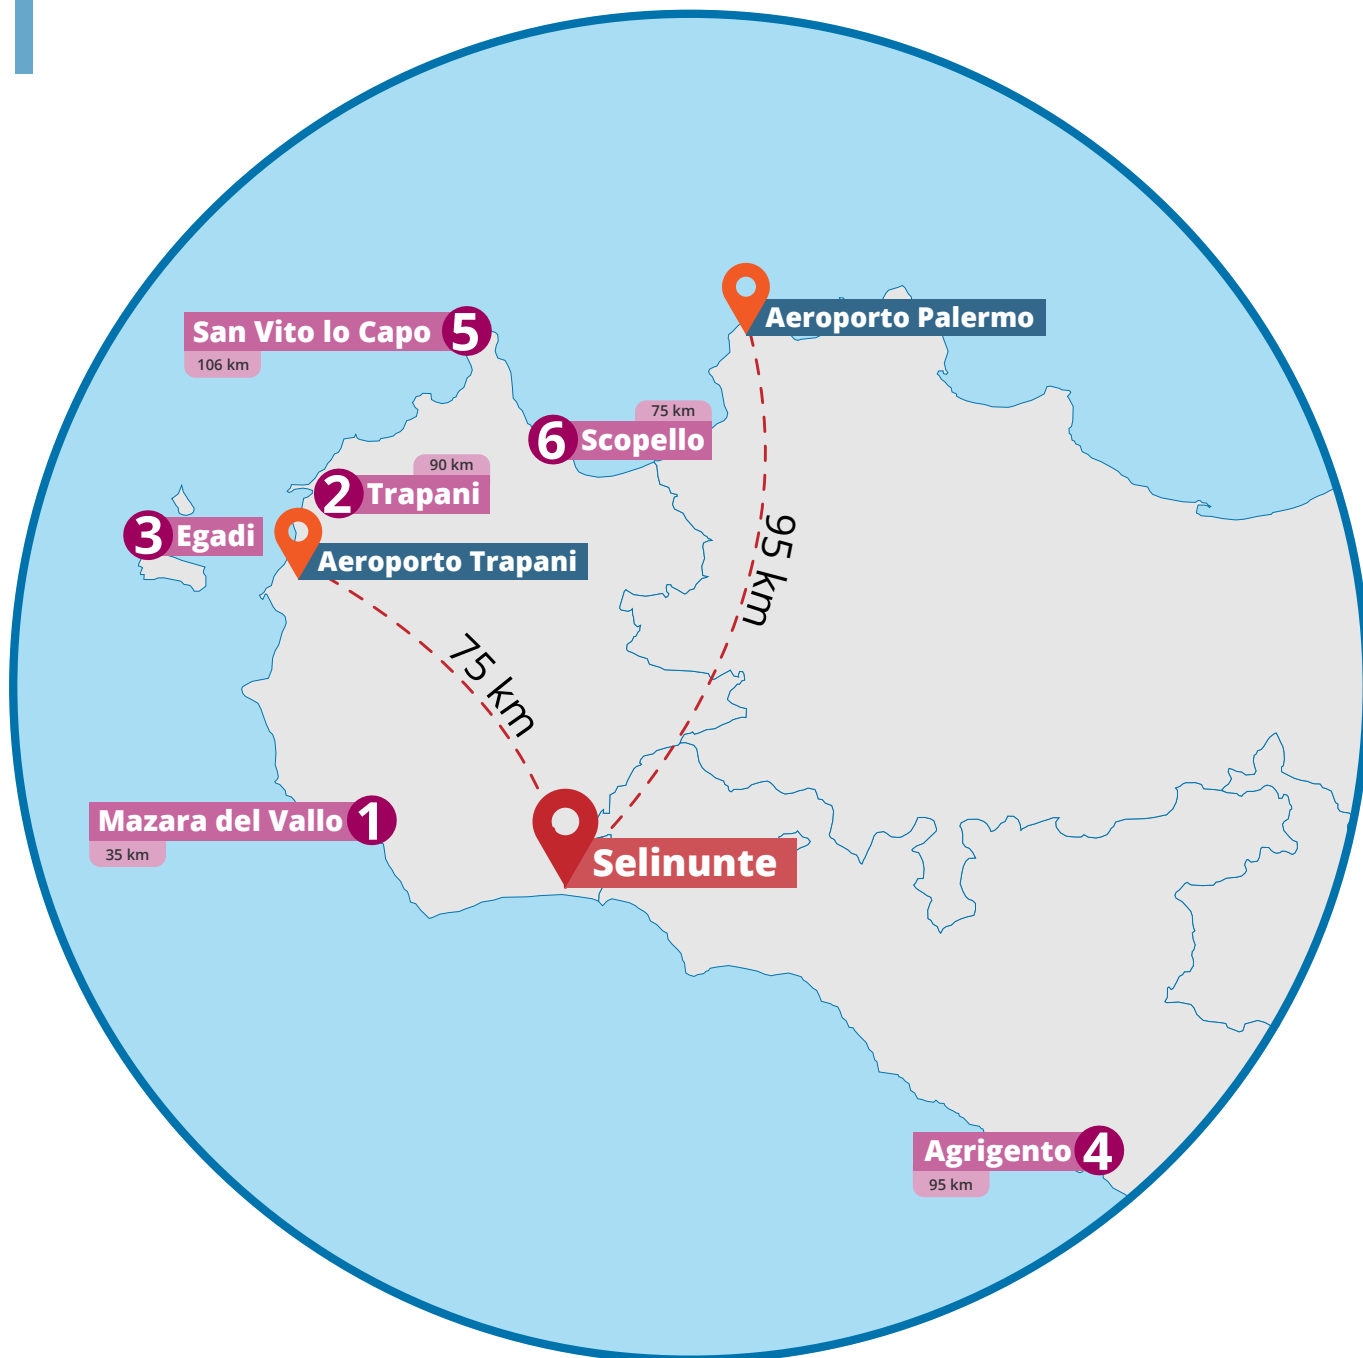 Aeroporto Palermo
San Vito lo Capo 5
106 km
75 km
6 Scopello
90 km
2 Trapani
3 Egadi
Aeroporto Trapani
95 km
75 km
Mazara del Vallo 1
35 km
Selinunte
Agrigento 4
95 km